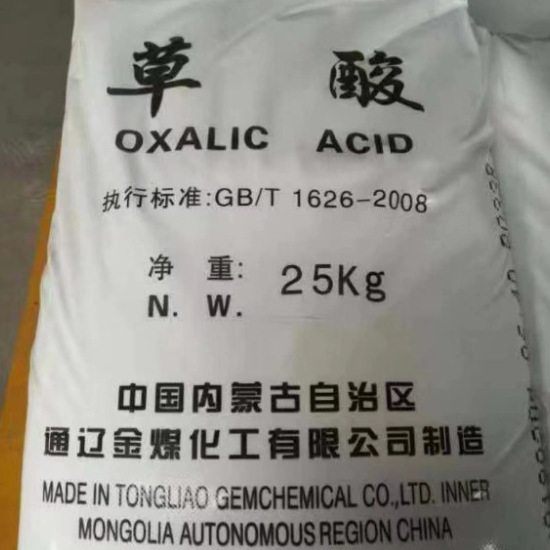 草 酸
OXALIC ACID
执行标准:GB/T 1626-2008
净 重: 25Kg
N. W.
中国内蒙古自治区
通辽金煤化工有限公司制造
MADE IN TONGLIAO GEMCHEMICAL CO.,LTD. INNER
MONGOLIA AUTONOMOUS REGION CHINA